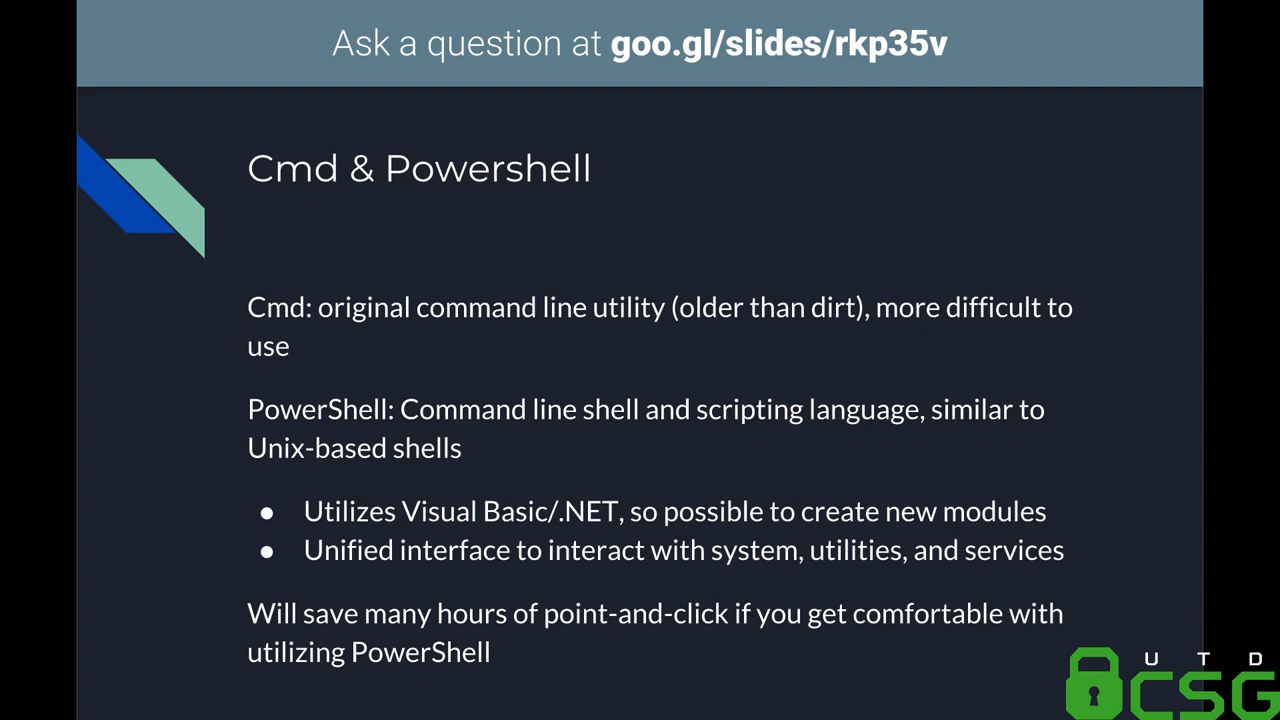 Ask a question at goo.gl/slides/rkp35v
Cmd & Powershell
Cmd: original command line utility (older than dirt), more difficult to
use
PowerShell: Command line shell and scripting language, similar to
Unix-based shells
● Utilizes Visual Basic/.NET, so possible to create new modules
● Unified interface to interact with system, utilities, and services
Will save many hours of point-and-click if you get comfortable with
utilizing PowerShell
U T D
CSG